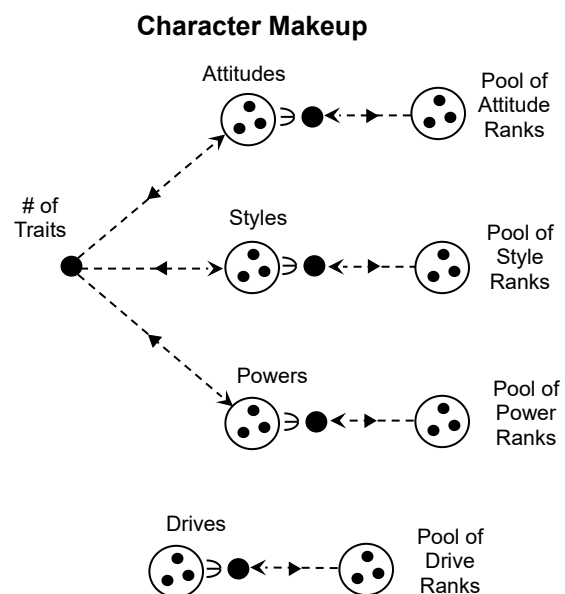 Character Makeup
Attitudes
Pool of
Attitude
Ranks
# of
Traits
Styles
Pool of
Style
Ranks
Powers
Pool of
Power
Ranks
Drives
Pool of
Drive
Ranks